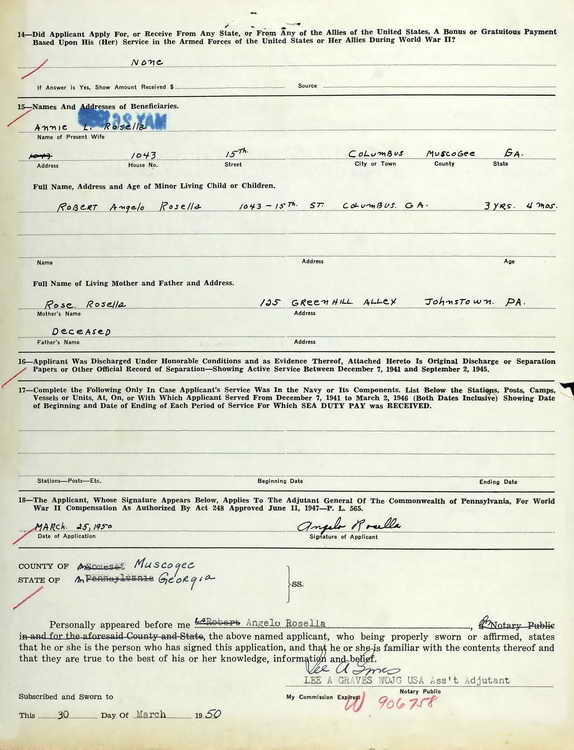 14—Did Applicant Apply For, or Receive From Any State, or From Any of the Allies of the United States, A Bonus or Gratuitous Payment
Based Upon His (Her) Service in the Armed Forces of the United States or Her Allies During World War II?
None
If Answer is Yes, Show Amount Received $ Source
15—Names And Addresses of Beneficiaries.
Annie L. Rosella
Name of Present Wife
1043 1043 15Th. Columbus Muscogee GA.
Address House No. Street City or Town County State
Full Name, Address and Age of Minor Living Child or Children.
Robert Angelo Rosella 1043-15Th. ST. Columbus. GA. 3 yrs. 4 mos.
Name Address Age
Full Name of Living Mother and Father and Address.
Rose Rosella 125 GREENHILL ALLEY JOHNSTOWN. PA.
Mother's Name Address
Deceased
Father's Name Address
16—Applicant Was Discharged Under Honorable Conditions and as Evidence Thereof, Attached Hereto Is Original Discharge or Separation
Papers or Other Official Record of Separation—Showing Active Service Between December 7, 1941 and September 2, 1945.
17—Complete the Following Only In Case Applicant's Service Was In the Navy or Its Components. List Below the Stations, Posts, Camps,
Vessels or Units, At, On, or With Which Applicant Served From December 7, 1941 to March 2, 1946 (Both Dates Inclusive) Showing Date
of Beginning and Date of Ending of Each Period of Service For Which SEA DUTY PAY was RECEIVED.
Stations—Posts—Etc. Beginning Date Ending Date
18—The Applicant, Whose Signature Appears Below, Applies To The Adjutant General Of The Commonwealth of Pennsylvania, For World
War II Compensation As Authorized By Act 248 Approved June 11, 1947—P. L. 565.
MARCH 25, 1950 Angelo Rosella
Date of Application Signature of Applicant
COUNTY OF Somerset Muscogee
STATE OF Pennsylvania Georgia
SS.
Personally appeared before me Robert Angelo Rosella, Notary Public
in and for the aforesaid County and State, the above named applicant, who being properly sworn or affirmed, states
that he or she is the person who has signed this application, and that he or she is familiar with the contents thereof and
that they are true to the best of his or her knowledge, information and belief.
Lee A Graves
LEE A GRAVES WOJG USA Ass't Adjutant
Notary Public
Subscribed and Sworn to My Commission Expires
W 906758
This 30 Day Of March 1950